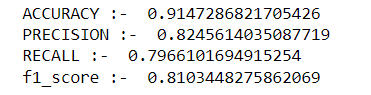 ACCURACY :-  0.9147286821705426
PRECISION :-  0.8245614035087719
RECALL :-  0.7966101694915254
f1_score :-  0.8103448275862069